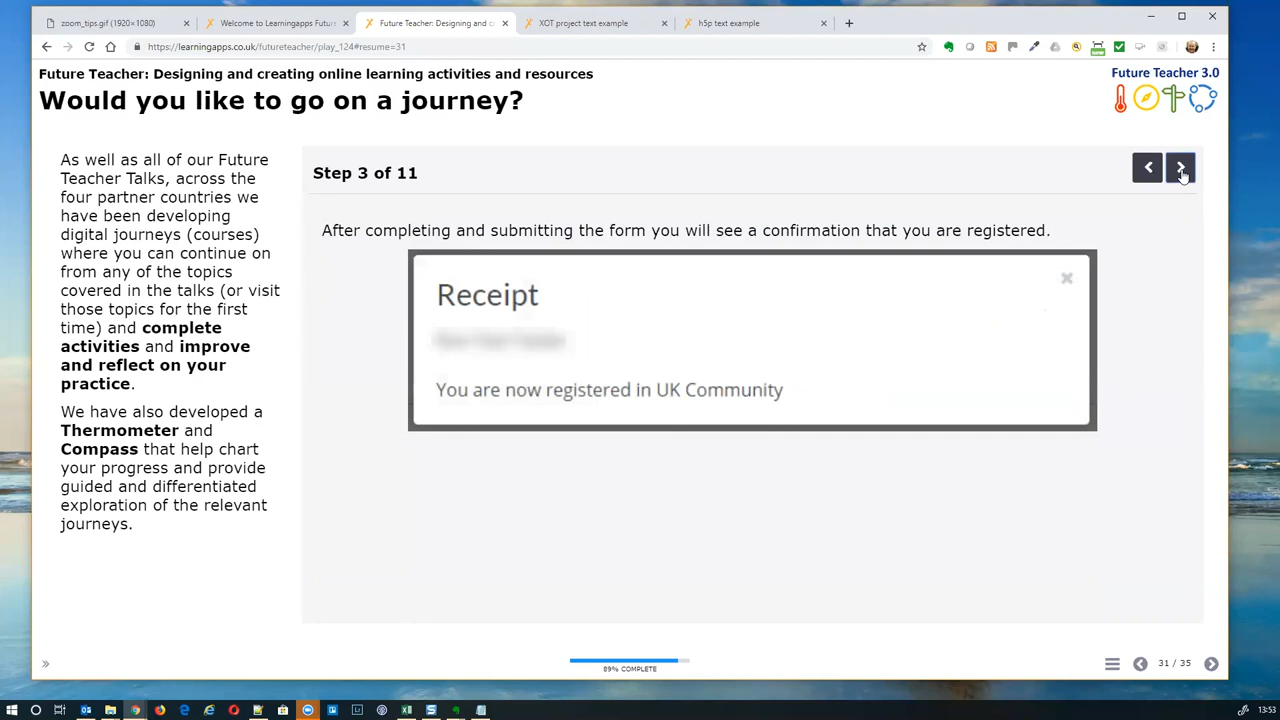 zoom_tips.gif (1920×1080)
Welcome to Learningapps Futur
Future Teacher: Designing and c
XOT project text example
h5p text example
https://learningapps.co.uk/futureteacher/play_124#resume=31
Future Teacher: Designing and creating online learning activities and resources
Would you like to go on a journey?
Future Teacher 3.0
As well as all of our Future
Teacher Talks, across the
four partner countries we
have been developing
digital journeys (courses)
where you can continue on
from any of the topics
covered in the talks (or visit
those topics for the first
time) and complete
activities and improve
and reflect on your
practice.
We have also developed a
Thermometer and
Compass that help chart
your progress and provide
guided and differentiated
exploration of the relevant
journeys.
Step 3 of 11
After completing and submitting the form you will see a confirmation that you are registered.
Receipt
You are now registered in UK Community
89% COMPLETE
31 / 35
13:53